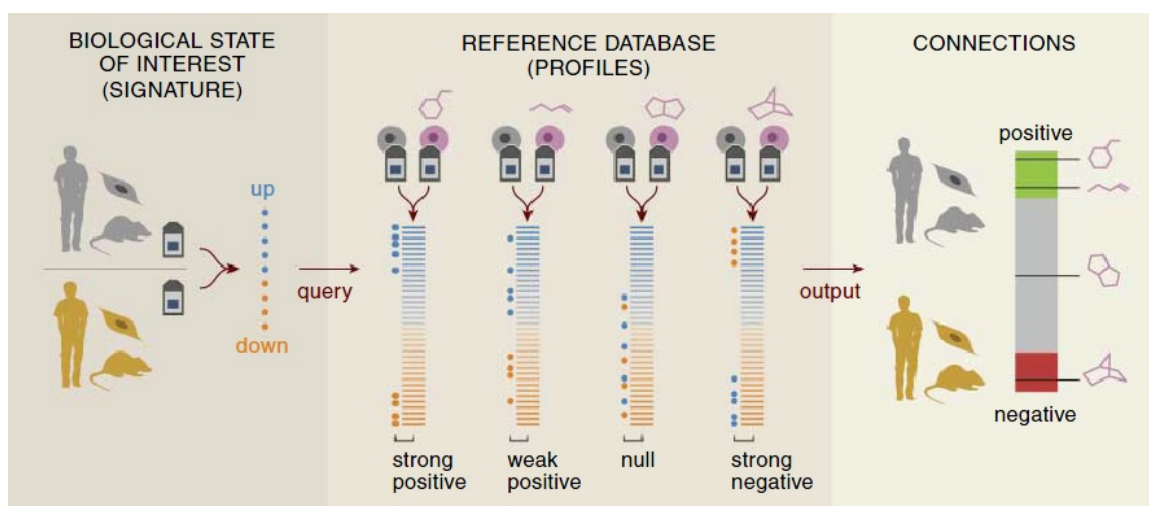 BIOLOGICAL STATE
OF INTEREST
(SIGNATURE)
up
down
query
REFERENCE DATABASE
(PROFILES)
strong
positive
weak
positive
null
strong
negative
output
CONNECTIONS
positive
negative